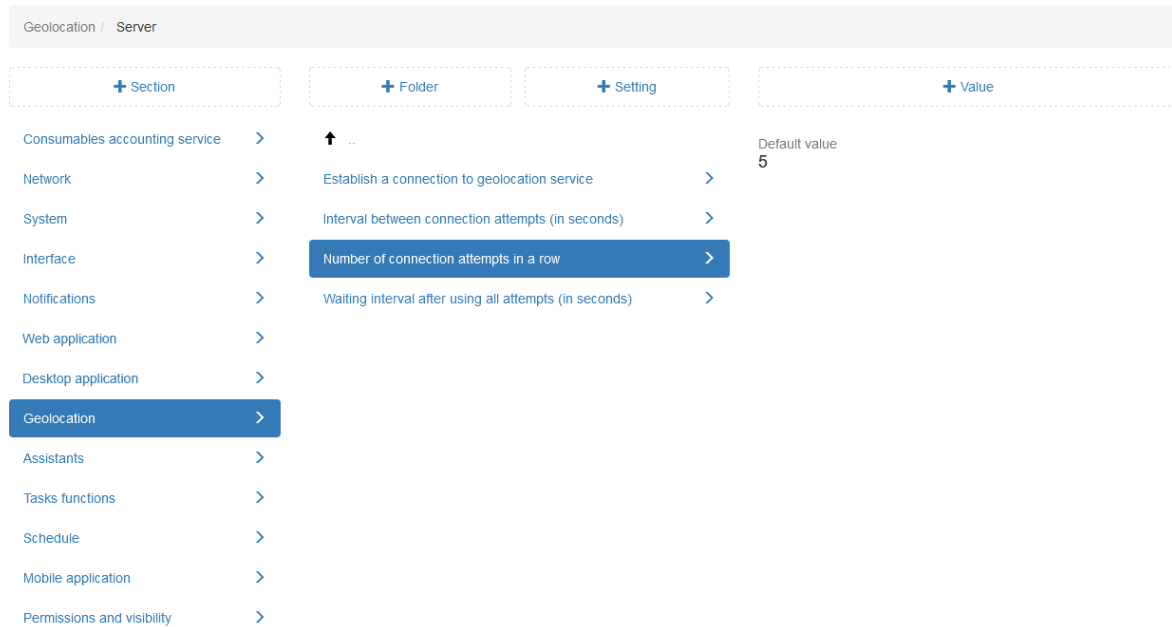 Geolocation / Server
+ Section
+ Folder
+ Setting
+ Value
Consumables accounting service
Network
System
Interface
Notifications
Web application
Desktop application
Geolocation
Assistants
Tasks functions
Schedule
Mobile application
Permissions and visibility
..
Establish a connection to geolocation service
Interval between connection attempts (in seconds)
Number of connection attempts in a row
Waiting interval after using all attempts (in seconds)
Default value
5